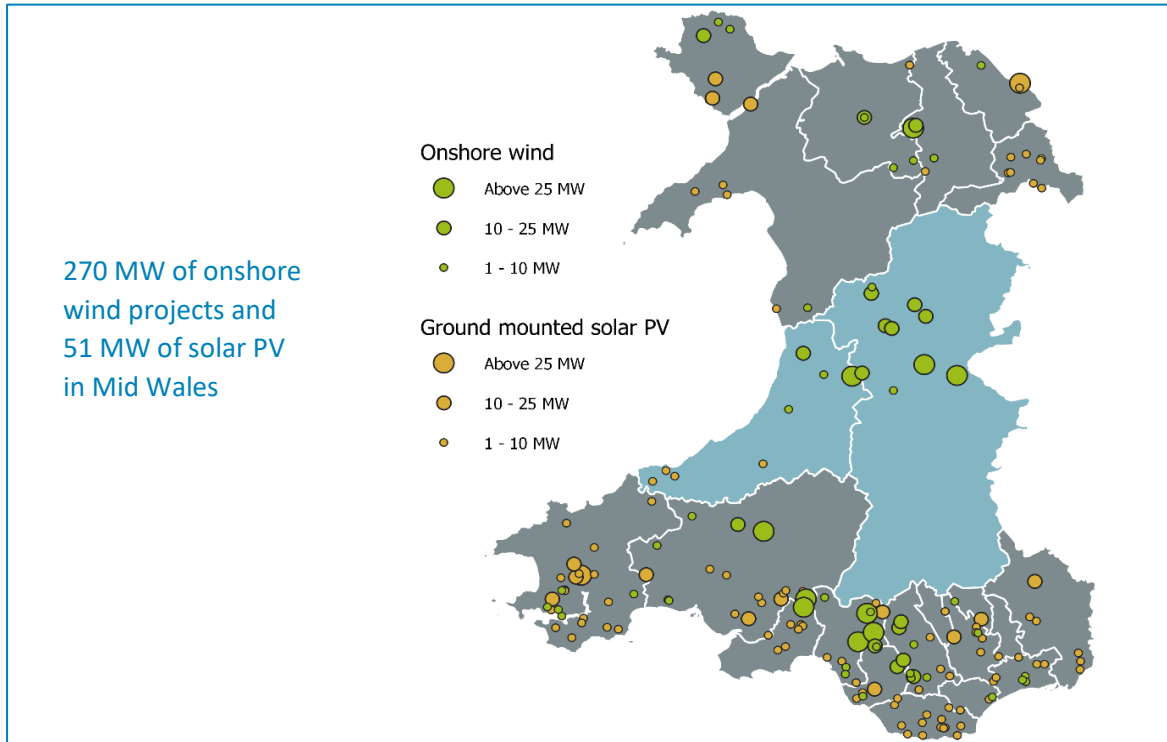 270 MW of onshore
wind projects and
51 MW of solar PV
in Mid Wales
Onshore wind
Above 25 MW
10 - 25 MW
1 - 10 MW
Ground mounted solar PV
Above 25 MW
10 - 25 MW
1 - 10 MW